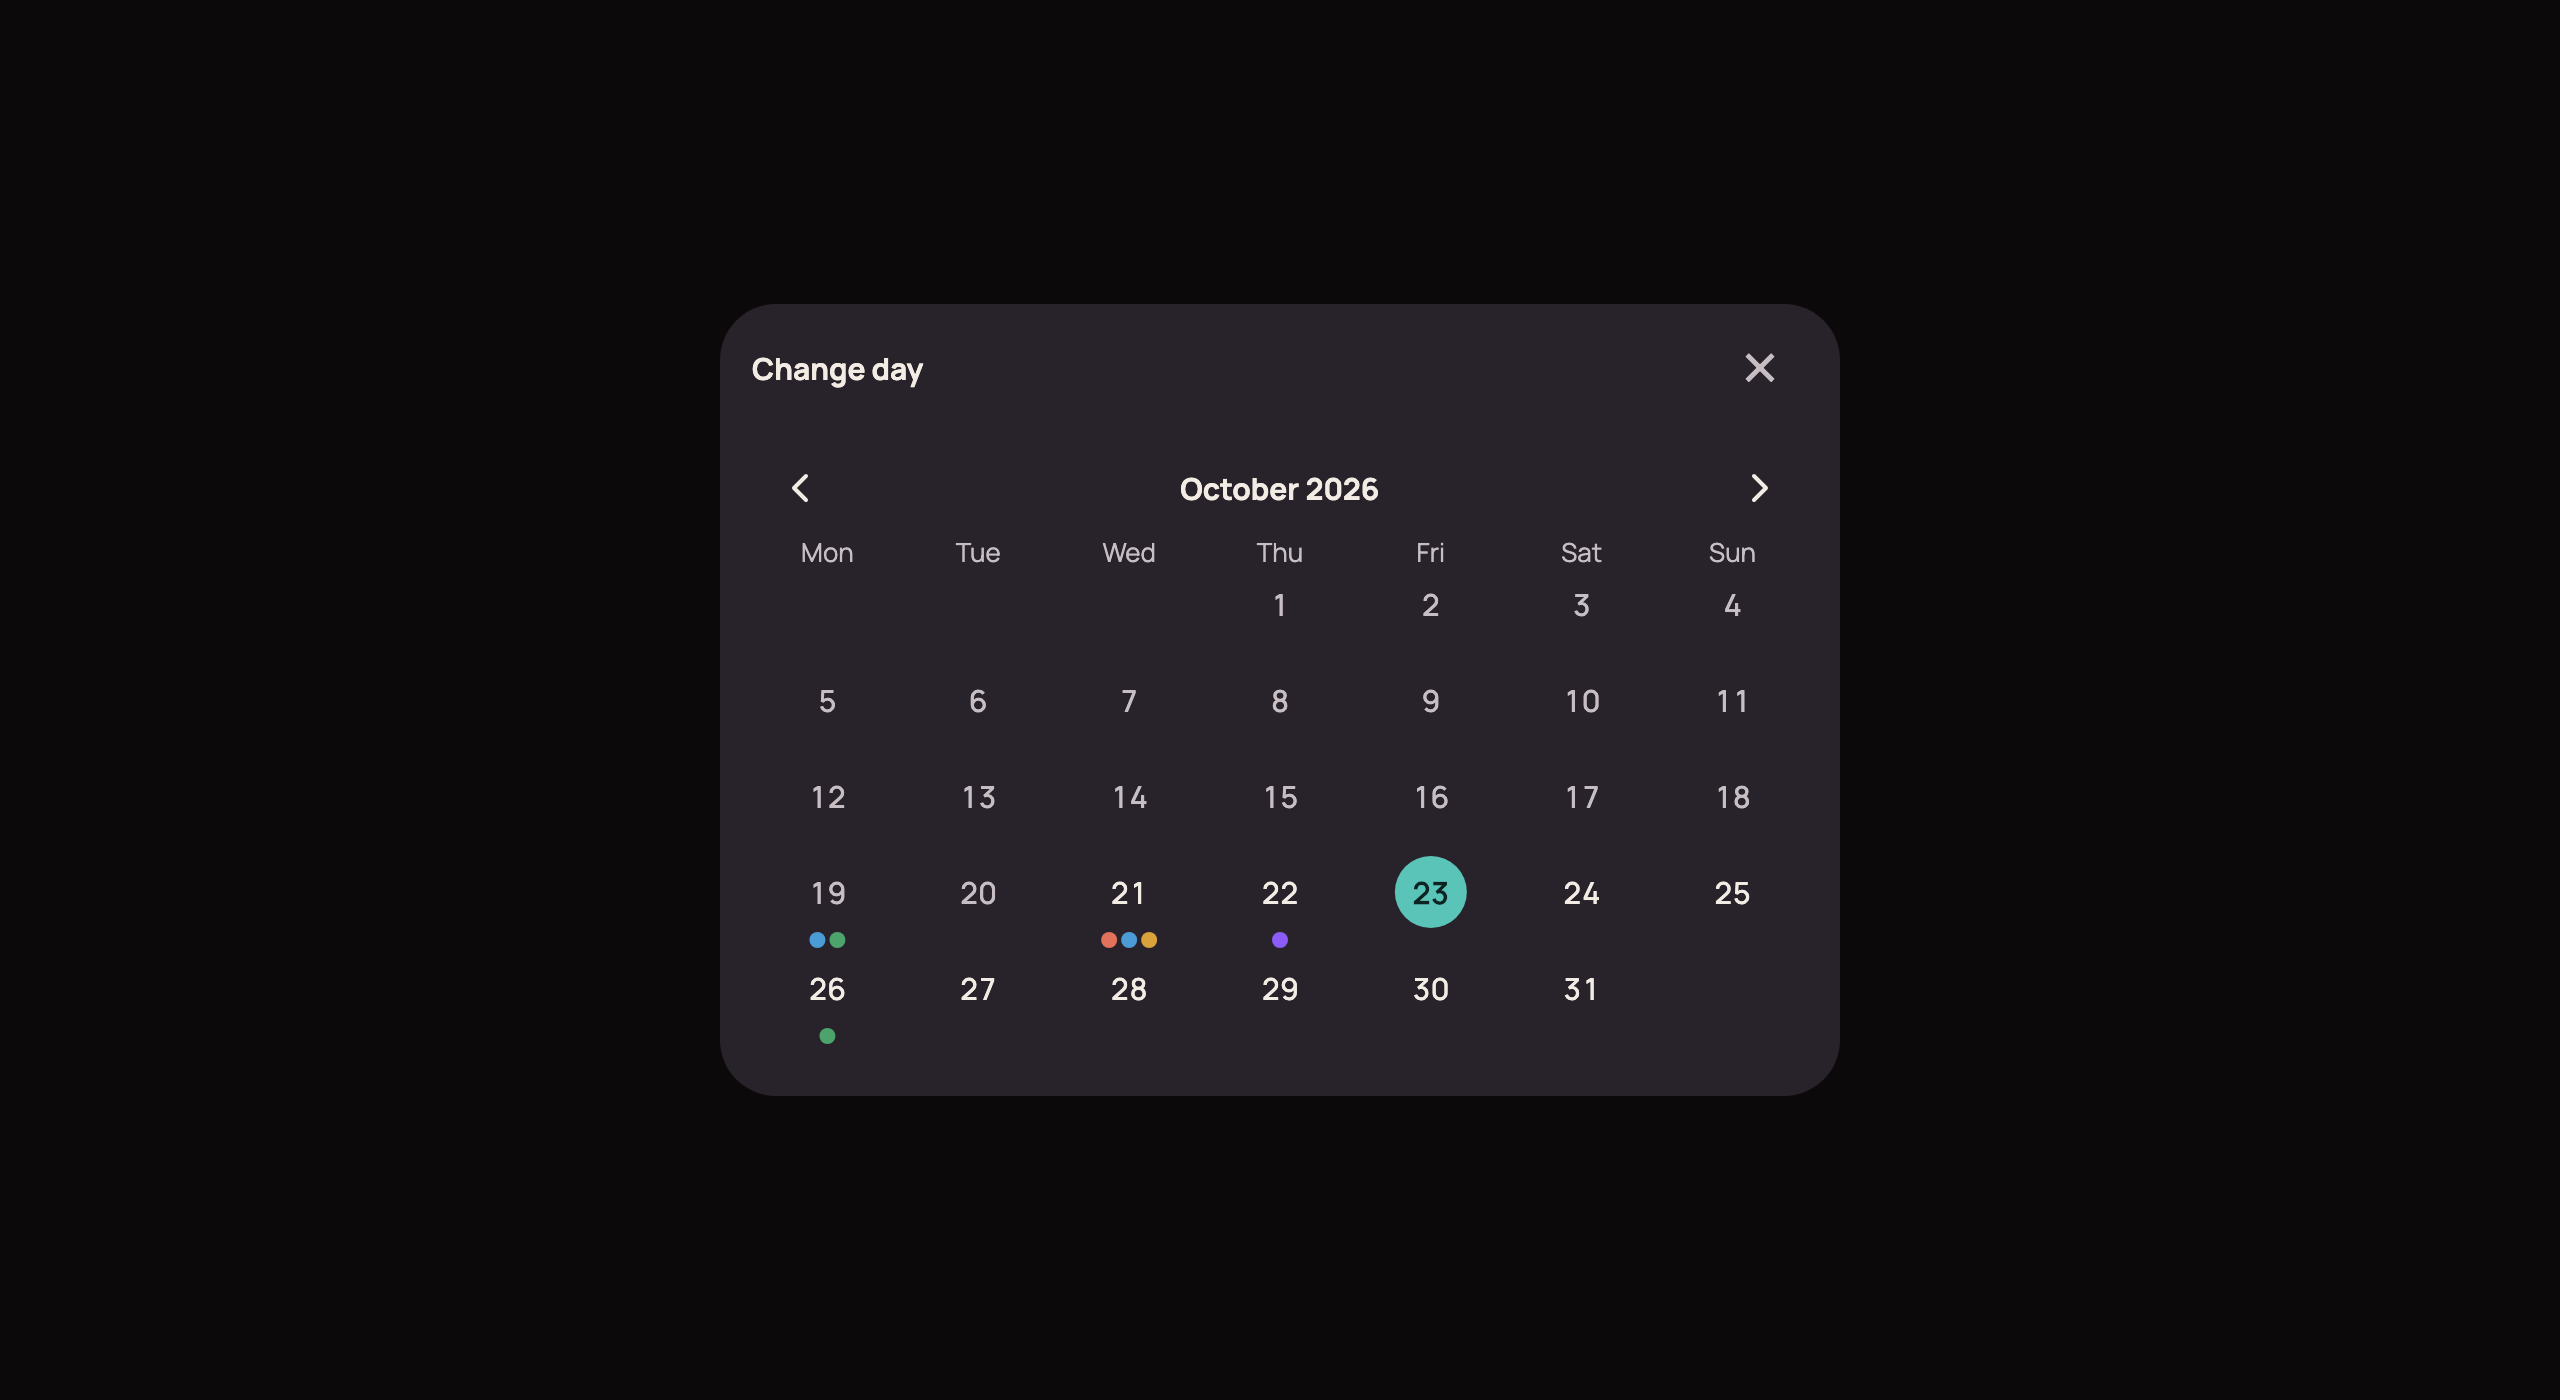 Change day
October 2026
Mon Tue Wed Thu Fri Sat Sun
1 2 3 4
5 6 7 8 9 10 11
12 13 14 15 16 17 18
19 20 21 22 23 24 25
26 27 28 29 30 31